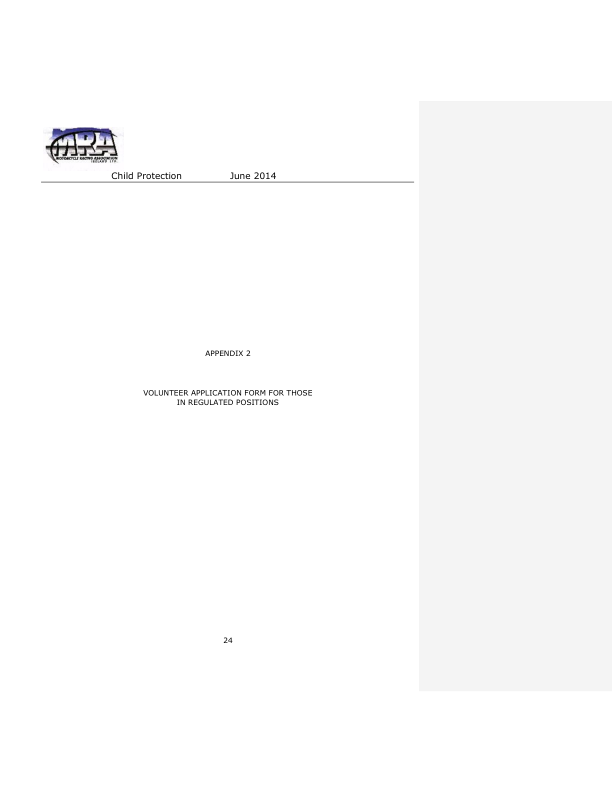 MRA
MOTORCYCLE RACING ASSOCIATION
IRELAND LTD.
Child Protection June 2014
APPENDIX 2
VOLUNTEER APPLICATION FORM FOR THOSE
IN REGULATED POSITIONS
24